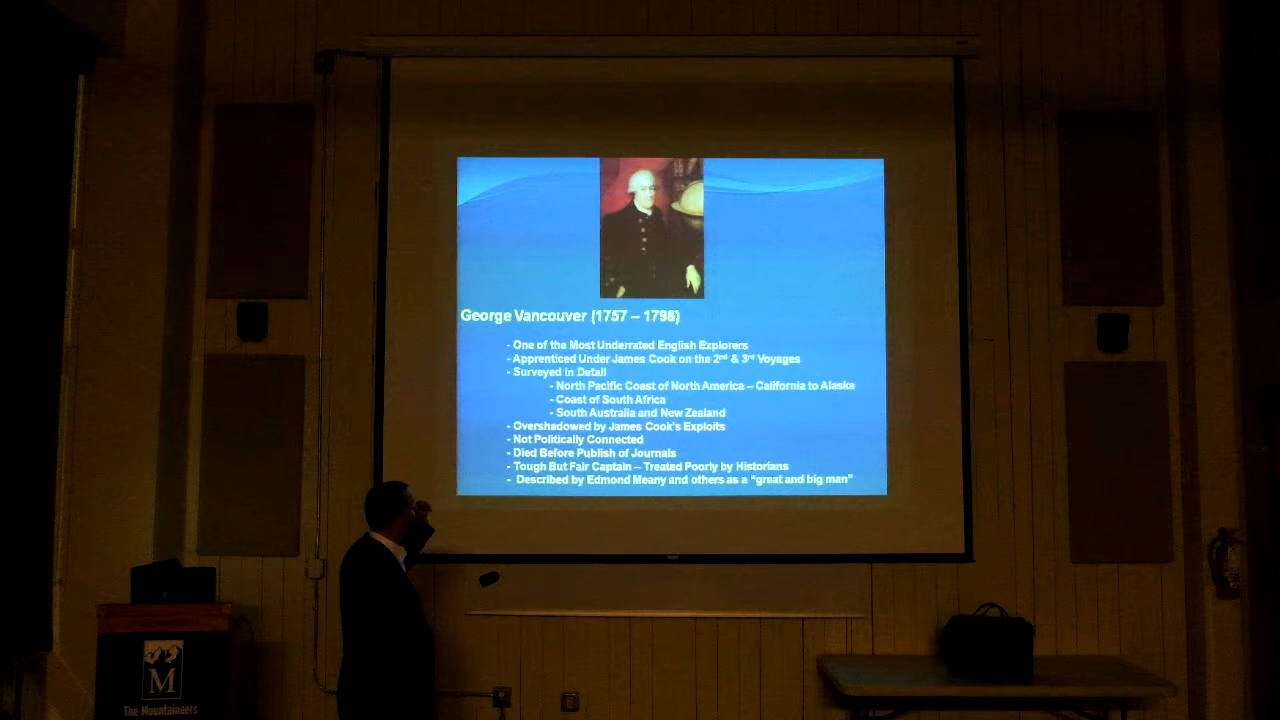 George Vancouver (1757 – 1798)
- One of the Most Underrated English Explorers
- Apprenticed Under James Cook on the 2nd & 3rd Voyages
- Surveyed in Detail
- North Pacific Coast of North America – California to Alaska
- Coast of South Africa
- South Australia and New Zealand
- Overshadowed by James Cook's Exploits
- Not Politically Connected
- Died Before Publish of Journals
- Tough But Fair Captain – Treated Poorly by Historians
- Described by Edmond Meany and others as a "great and big man"
M
The Mountaineers